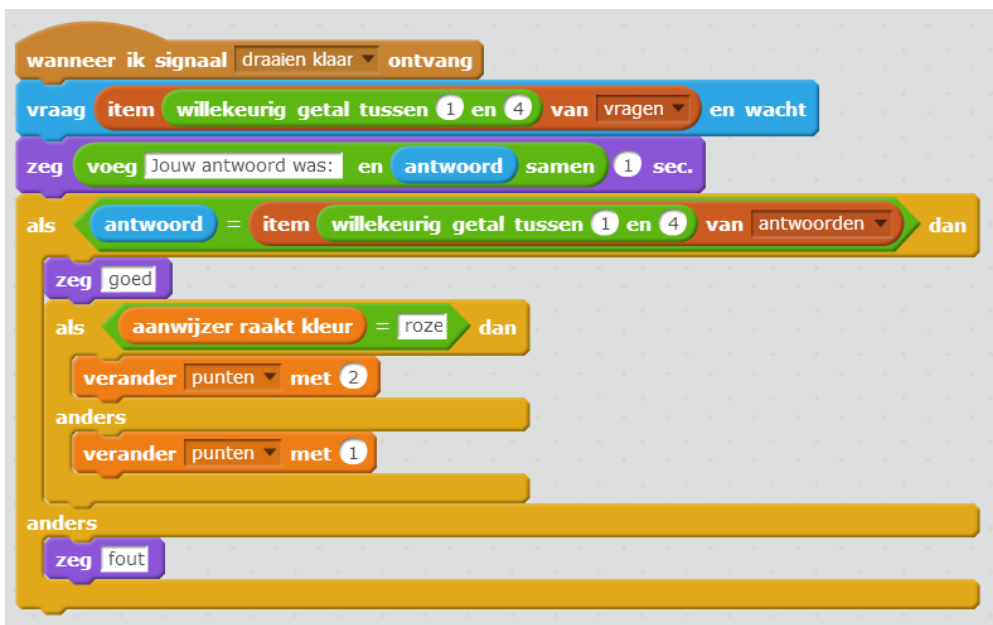 wanneer ik signaal draaien klaar ontvang
vraag item willekeurig getal tussen 1 en 4 van vragen en wacht
zeg voeg Jouw antwoord was: en antwoord samen 1 sec.
als antwoord = item willekeurig getal tussen 1 en 4 van antwoorden dan
zeg goed
als aanwijzer raakt kleur = roze dan
verander punten met 2
anders
verander punten met 1
anders
zeg fout